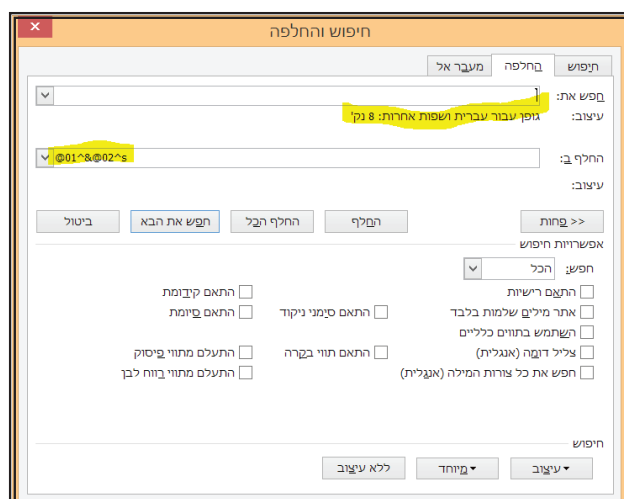 חיפוש והחלפה
חיפוש החלפה מעבר אל
חפש את:
עיצוב: גופן עבור עברית ושפות אחרות: 8 נק'
החלף ב: @01^&@02^s
עיצוב:
<< פחות החלף החלף הכל חפש את הבא ביטול
אפשרויות חיפוש
חפש: הכל
התאם רישיות התאם קידומת
אתר מילים שלמות בלבד התאם סימני ניקוד התאם סיומת
השתמש בתווים כלליים
צליל דומה (אנגלית) התאם תווי בקרה התעלם מתווי פיסוק
חפש את כל צורות המילה (אנגלית) התעלם מתווי רווח לבן
חיפוש
עיצוב מיוחד ללא עיצוב